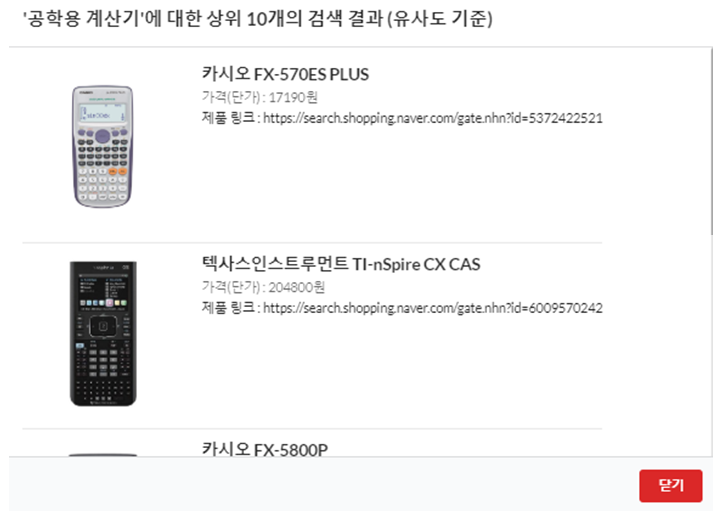 '공학용 계산기'에 대한 상위 10개의 검색 결과 (유사도 기준)
카시오 FX-570ES PLUS
가격(단가) : 17190원
제품 링크 : https://search.shopping.naver.com/gate.nhn?id=5372422521
텍사스인스트루먼트 TI-nSpire CX CAS
가격(단가) : 204800원
제품 링크 : https://search.shopping.naver.com/gate.nhn?id=6009570242
카시오 FX-5800P
닫기